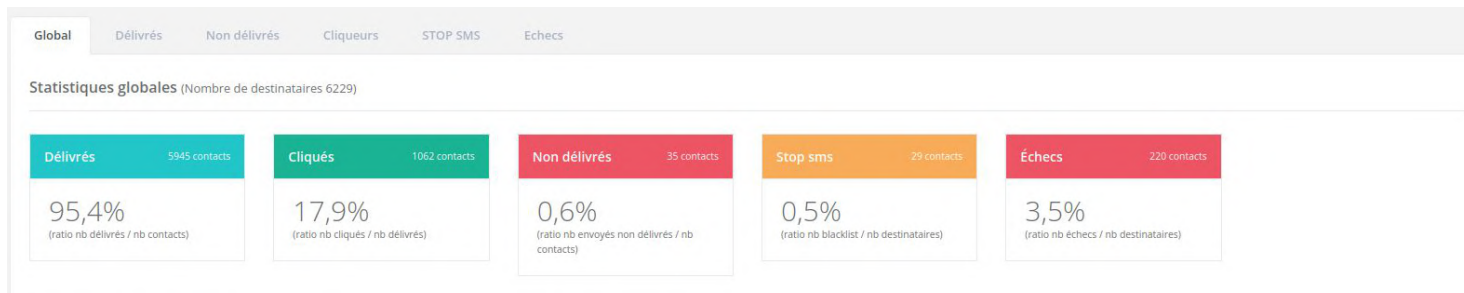 Global Délivrés Non délivrés Cliqueurs STOP SMS Echecs
Statistiques globales (Nombre de destinataires 6229)
Délivrés 5945 contacts
95,4%
(ratio nb délivrés / nb contacts)
Cliqués 1062 contacts
17,9%
(ratio nb cliqués / nb délivrés)
Non délivrés 35 contacts
0,6%
(ratio nb envoyés non délivrés / nb
contacts)
Stop sms 29 contacts
0,5%
(ratio nb blacklist / nb destinataires)
Échecs 220 contacts
3,5%
(ratio nb échecs / nb destinataires)